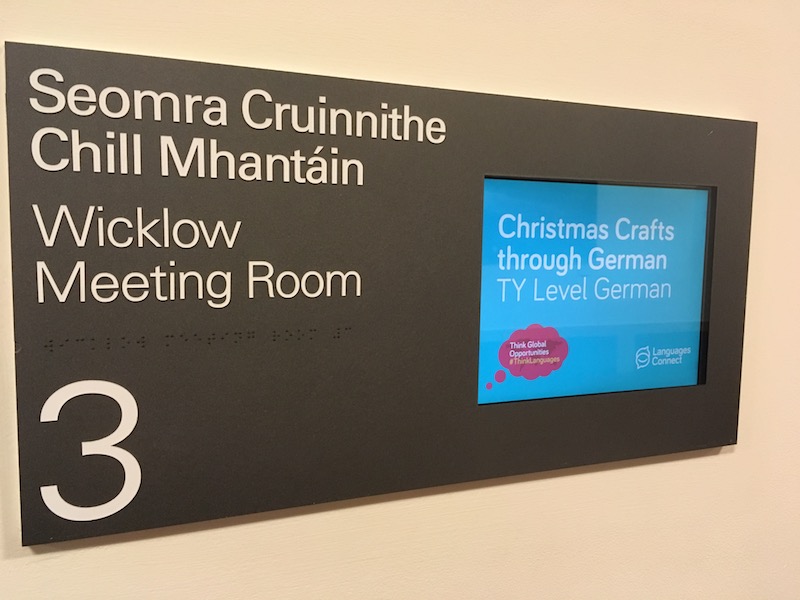 Seomra Cruinnithe
Chill Mhantáin
Wicklow
Meeting Room
3
Christmas Crafts
through German
TY Level German
Think Global
Opportunities
#ThinkLanguages
Languages
Connect